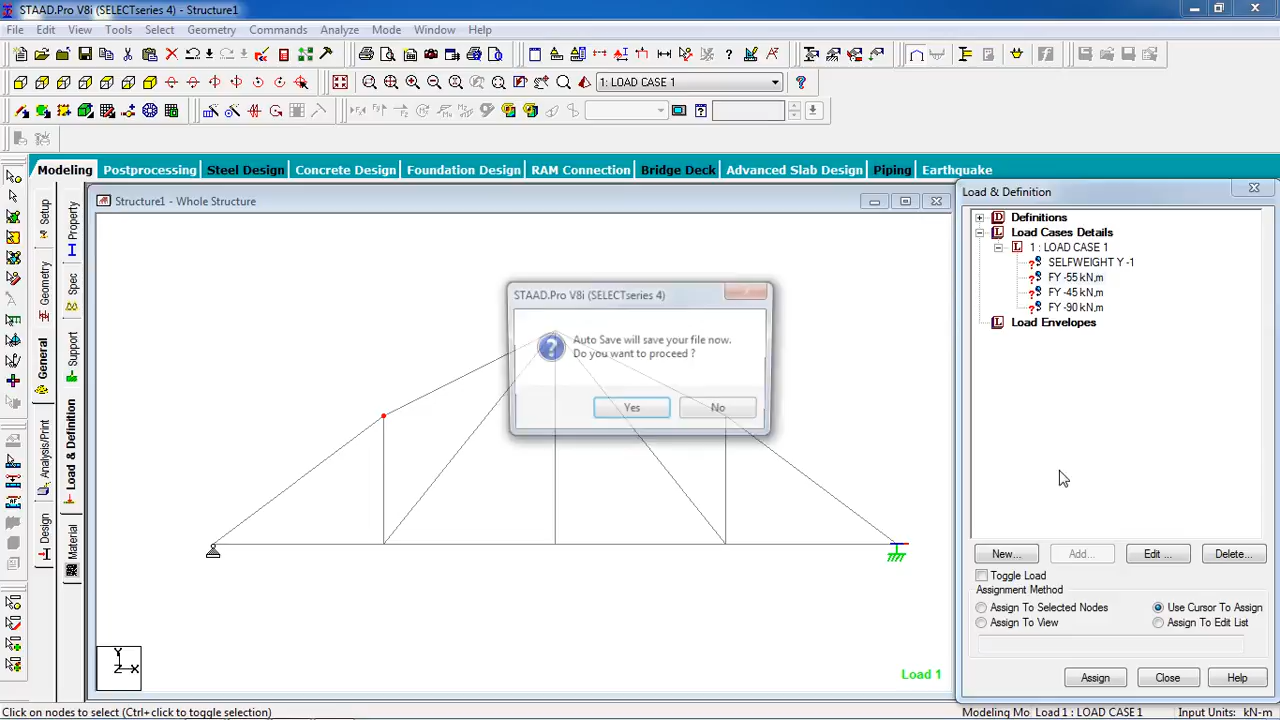 STAAD.Pro V8i (SELECTseries 4) - Structure1
File Edit View Tools Select Geometry Commands Analyze Mode Window Help
1: LOAD CASE 1
Modeling Postprocessing Steel Design Concrete Design Foundation Design RAM Connection Bridge Deck Advanced Slab Design Piping Earthquake
Setup
Geometry
General
Analysis/Print
Design
Property
Spec
Support
Load & Definition
Material
Structure1 - Whole Structure
STAAD.Pro V8i (SELECTseries 4)
Auto Save will save your file now.
Do you want to proceed ?
Yes No
Y
Z X
Load 1
Load & Definition
Definitions
Load Cases Details
1 : LOAD CASE 1
SELFWEIGHT Y -1
FY -55 kN,m
FY -45 kN,m
FY -90 kN,m
Load Envelopes
New... Add... Edit ... Delete...
Toggle Load
Assignment Method
Assign To Selected Nodes Use Cursor To Assign
Assign To View Assign To Edit List
Assign Close Help
Click on nodes to select (Ctrl+click to toggle selection) Modeling Mo Load 1 : LOAD CASE 1 Input Units: kN-m